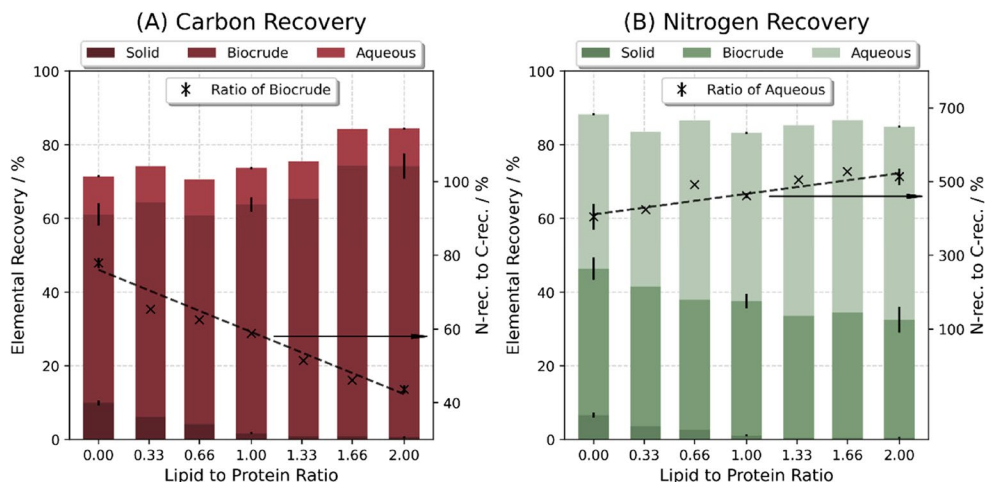 (A) Carbon Recovery
Solid Biocrude Aqueous
Ratio of Biocrude
Elemental Recovery / %
100
80
60
40
20
0
100
80
60
40
N-rec. to C-rec. / %
0.00 0.33 0.66 1.00 1.33 1.66 2.00
Lipid to Protein Ratio
(B) Nitrogen Recovery
Solid Biocrude Aqueous
Ratio of Aqueous
Elemental Recovery / %
100
80
60
40
20
0
700
500
300
100
N-rec. to C-rec. / %
0.00 0.33 0.66 1.00 1.33 1.66 2.00
Lipid to Protein Ratio